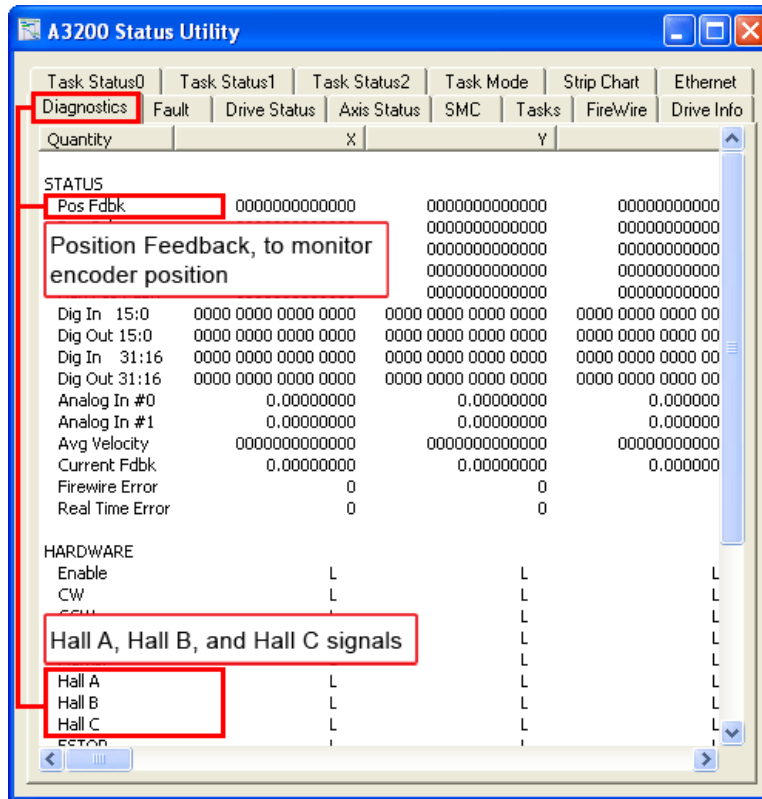 A3200 Status Utility
Task Status0 Task Status1 Task Status2 Task Mode Strip Chart Ethernet
Diagnostics Fault Drive Status Axis Status SMC Tasks FireWire Drive Info
Quantity X Y
STATUS
Pos Fdbk 0000000000000 0000000000000 00000000000
0000000000000 00000000000
Position Feedback, to monitor 0000000000000 00000000000
encoder position 0000000000000 00000000000
0000000000000 00000000000
Dig In 15:0 0000 0000 0000 0000 0000 0000 0000 0000 0000 0000 0000 00
Dig Out 15:0 0000 0000 0000 0000 0000 0000 0000 0000 0000 0000 0000 00
Dig In 31:16 0000 0000 0000 0000 0000 0000 0000 0000 0000 0000 0000 00
Dig Out 31:16 0000 0000 0000 0000 0000 0000 0000 0000 0000 0000 0000 00
Analog In #0 0.00000000 0.00000000 0.000000
Analog In #1 0.00000000 0.00000000 0.000000
Avg Velocity 0000000000000 0000000000000 00000000000
Current Fdbk 0.00000000 0.00000000 0.000000
Firewire Error 0 0
Real Time Error 0 0
HARDWARE
Enable L L L
CW L L L
L L
Hall A, Hall B, and Hall C signals L L
L L
Hall A L L L
Hall B L L L
Hall C L L L
ESTOP